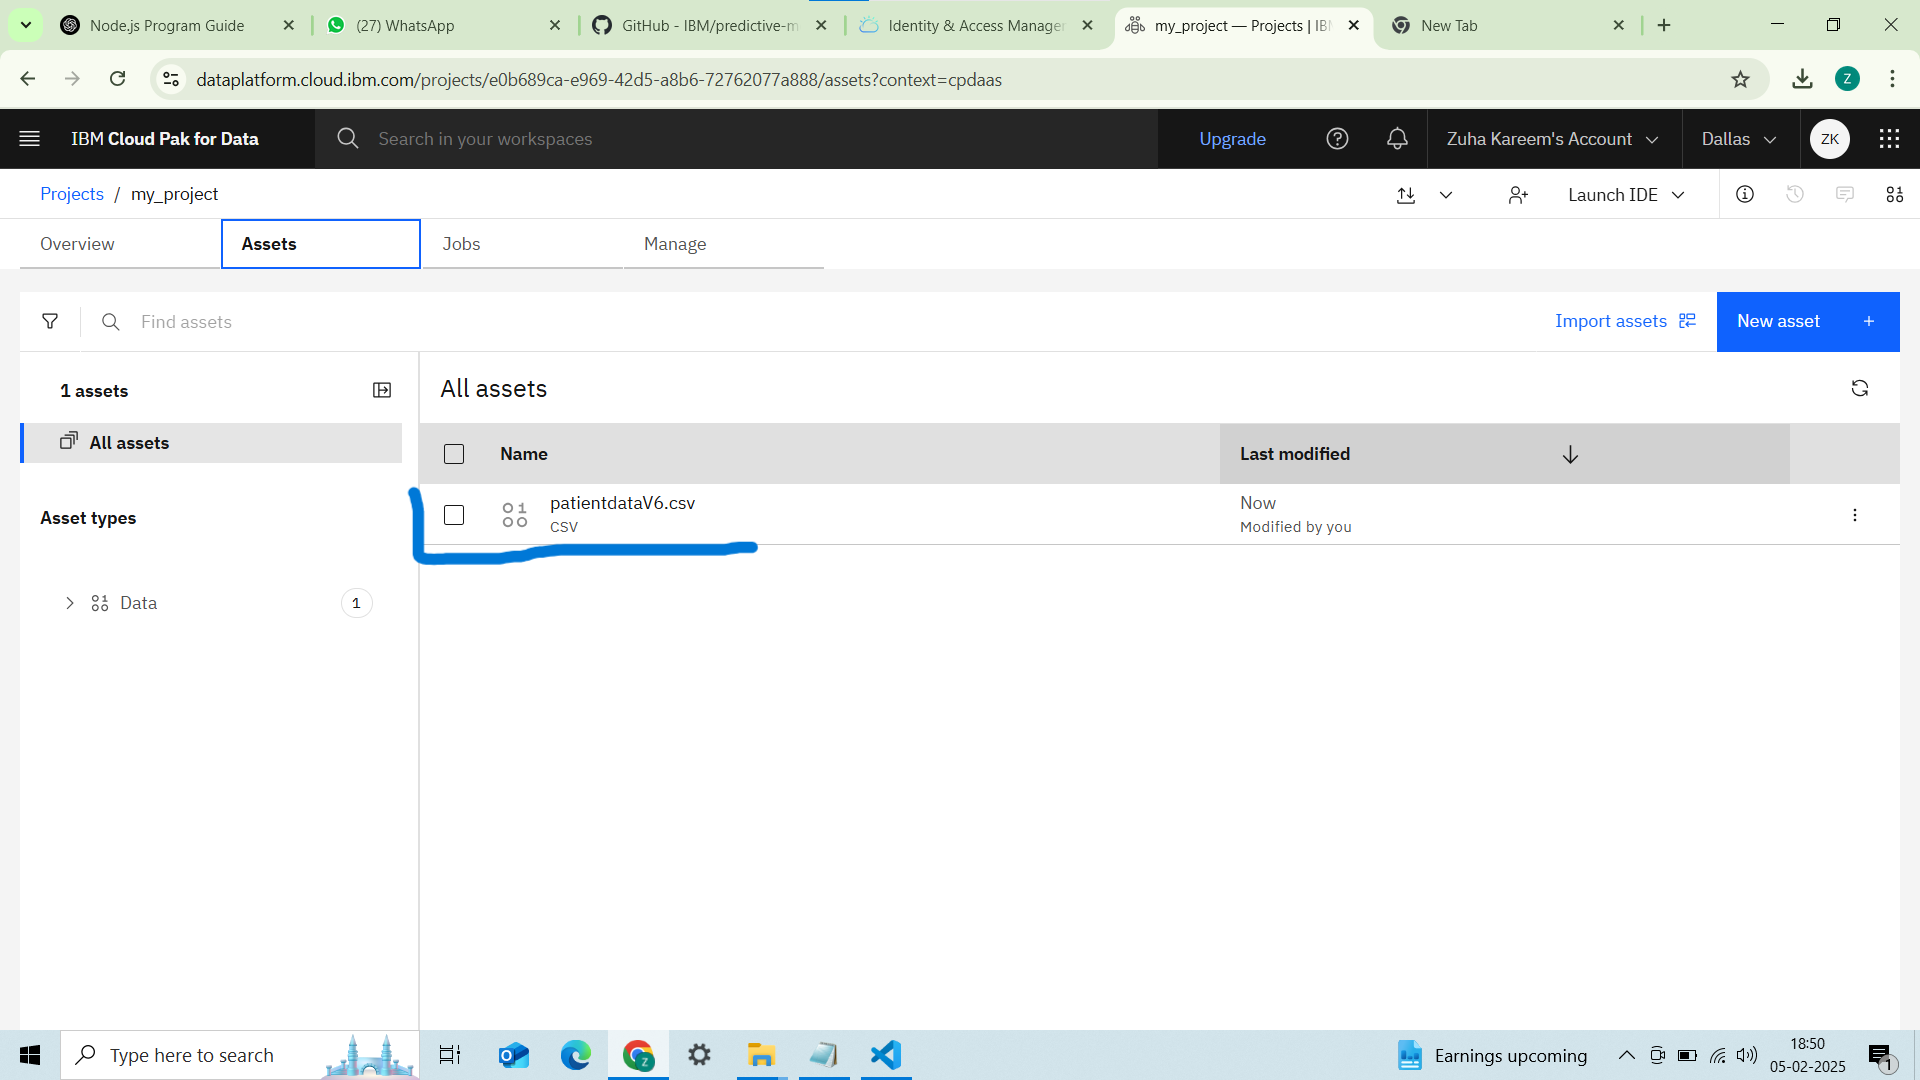 Node.js Program Guide
(27) WhatsApp
GitHub - IBM/predictive-m
Identity & Access Manager
my_project — Projects | IB
New Tab
dataplatform.cloud.ibm.com/projects/e0b689ca-e969-42d5-a8b6-72762077a888/assets?context=cpdaas
Z
IBM Cloud Pak for Data
Search in your workspaces
Upgrade
Zuha Kareem's Account
Dallas
ZK
Projects / my_project
Launch IDE
Overview
Assets
Jobs
Manage
Find assets
Import assets
New asset +
1 assets
All assets
All assets
Name
Last modified
patientdataV6.csv
CSV
Now
Modified by you
Asset types
Data
1
Type here to search
Earnings upcoming
18:50
05-02-2025
1